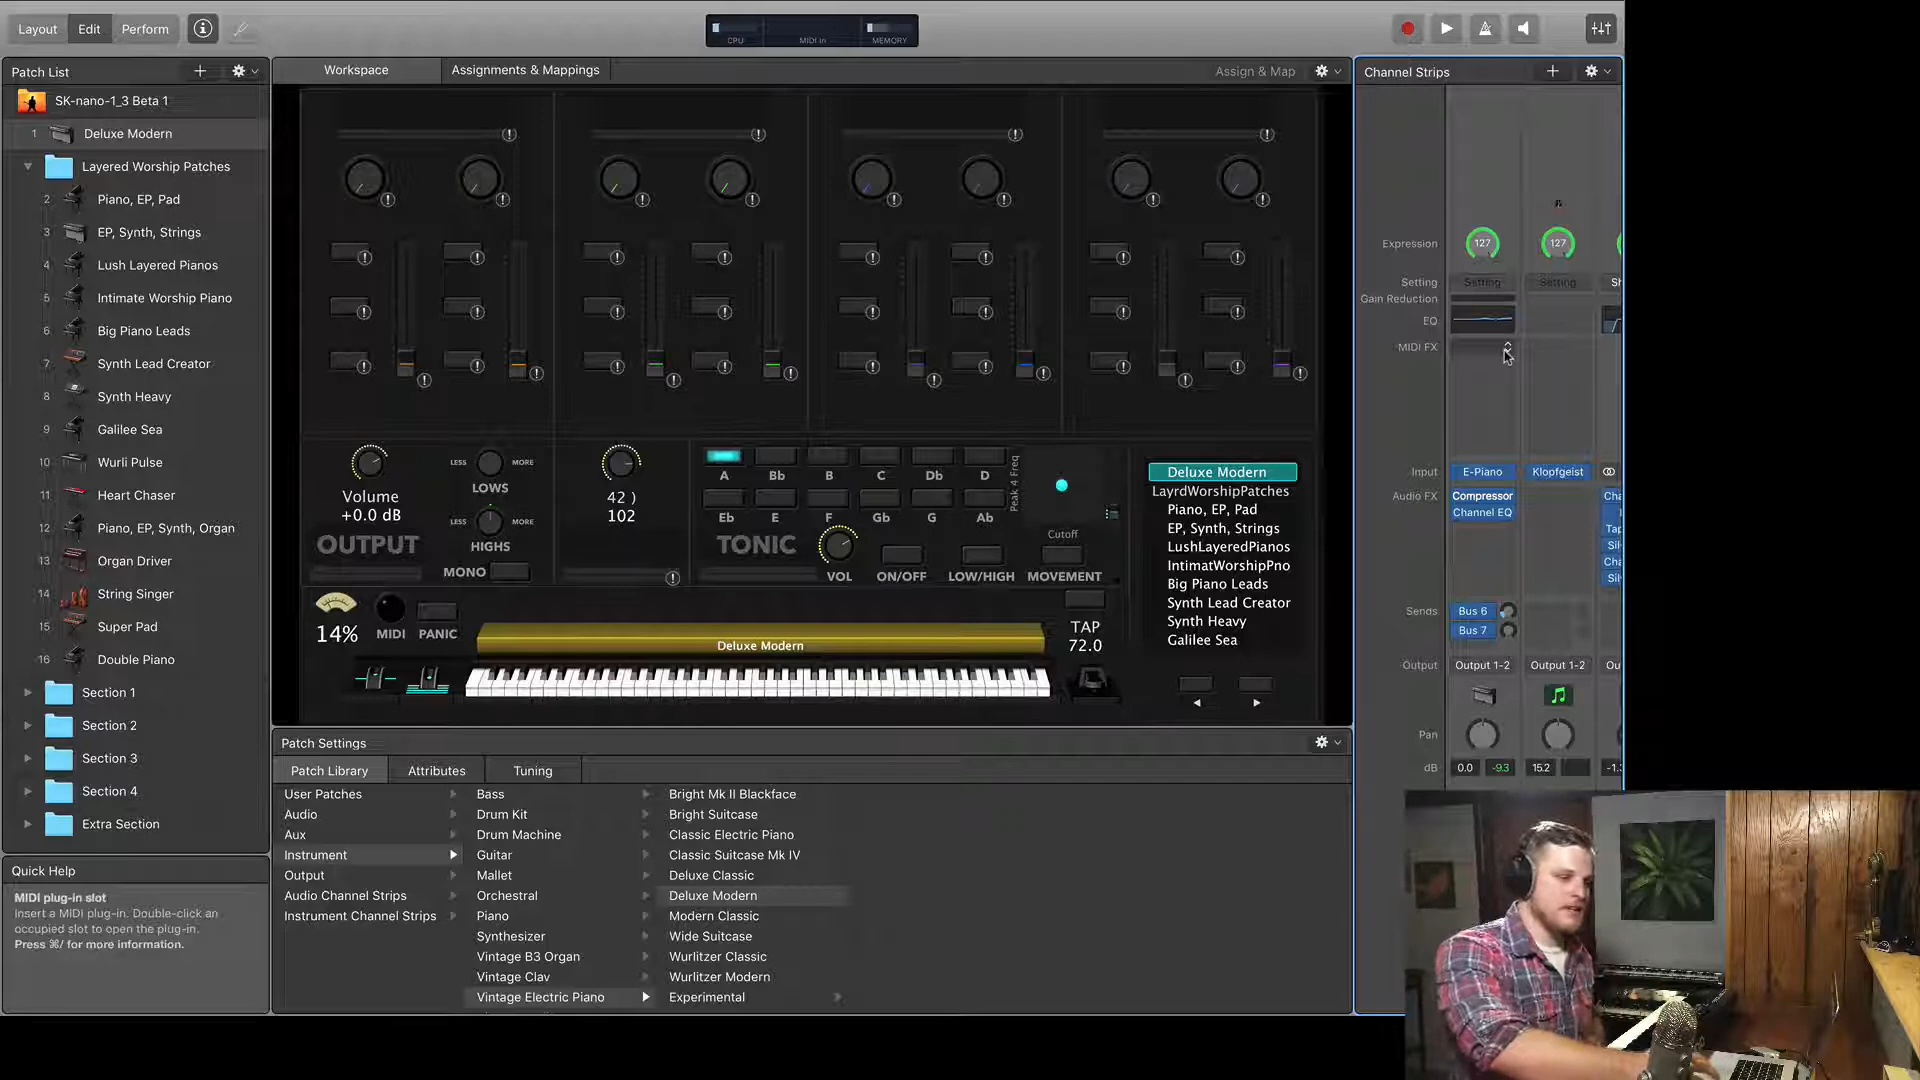 Layout Edit Perform
CPU MIDI In MEMORY
Patch List
SK-nano-1_3 Beta 1
1 Deluxe Modern
Layered Worship Patches
2 Piano, EP, Pad
3 EP, Synth, Strings
4 Lush Layered Pianos
5 Intimate Worship Piano
6 Big Piano Leads
7 Synth Lead Creator
8 Synth Heavy
9 Galilee Sea
10 Wurli Pulse
11 Heart Chaser
12 Piano, EP, Synth, Organ
13 Organ Driver
14 String Singer
15 Super Pad
16 Double Piano
Section 1
Section 2
Section 3
Section 4
Extra Section
Quick Help
MIDI plug-in slot
Insert a MIDI plug-in. Double-click an
occupied slot to open the plug-in.
Press ⌘/ for more information.
Workspace Assignments & Mappings Assign & Map
Volume
+0.0 dB
OUTPUT
LESS MORE
LOWS
LESS MORE
HIGHS
MONO
42 )
102
A Bb B C Db D
Eb E F Gb G Ab
TONIC
VOL ON/OFF LOW/HIGH
Peak 4 Freq
Cutoff
MOVEMENT
Deluxe Modern
LayrdWorshipPatches
Piano, EP, Pad
EP, Synth, Strings
LushLayeredPianos
IntimatWorshipPno
Big Piano Leads
Synth Lead Creator
Synth Heavy
Galilee Sea
14% MIDI PANIC
Deluxe Modern
TAP
72.0
Patch Settings
Patch Library Attributes Tuning
User Patches
Audio
Aux
Instrument
Output
Audio Channel Strips
Instrument Channel Strips
Bass
Drum Kit
Drum Machine
Guitar
Mallet
Orchestral
Piano
Synthesizer
Vintage B3 Organ
Vintage Clav
Vintage Electric Piano
Bright Mk II Blackface
Bright Suitcase
Classic Electric Piano
Classic Suitcase Mk IV
Deluxe Classic
Deluxe Modern
Modern Classic
Wide Suitcase
Wurlitzer Classic
Wurlitzer Modern
Experimental
Channel Strips
Expression 127 127
Setting Setting Setting
Gain Reduction
EQ
MIDI FX
Input E-Piano Klopfgeist
Audio FX Compressor
Channel EQ
Sends Bus 6
Bus 7
Output Output 1-2 Output 1-2
Pan
dB 0.0 -9.3 15.2